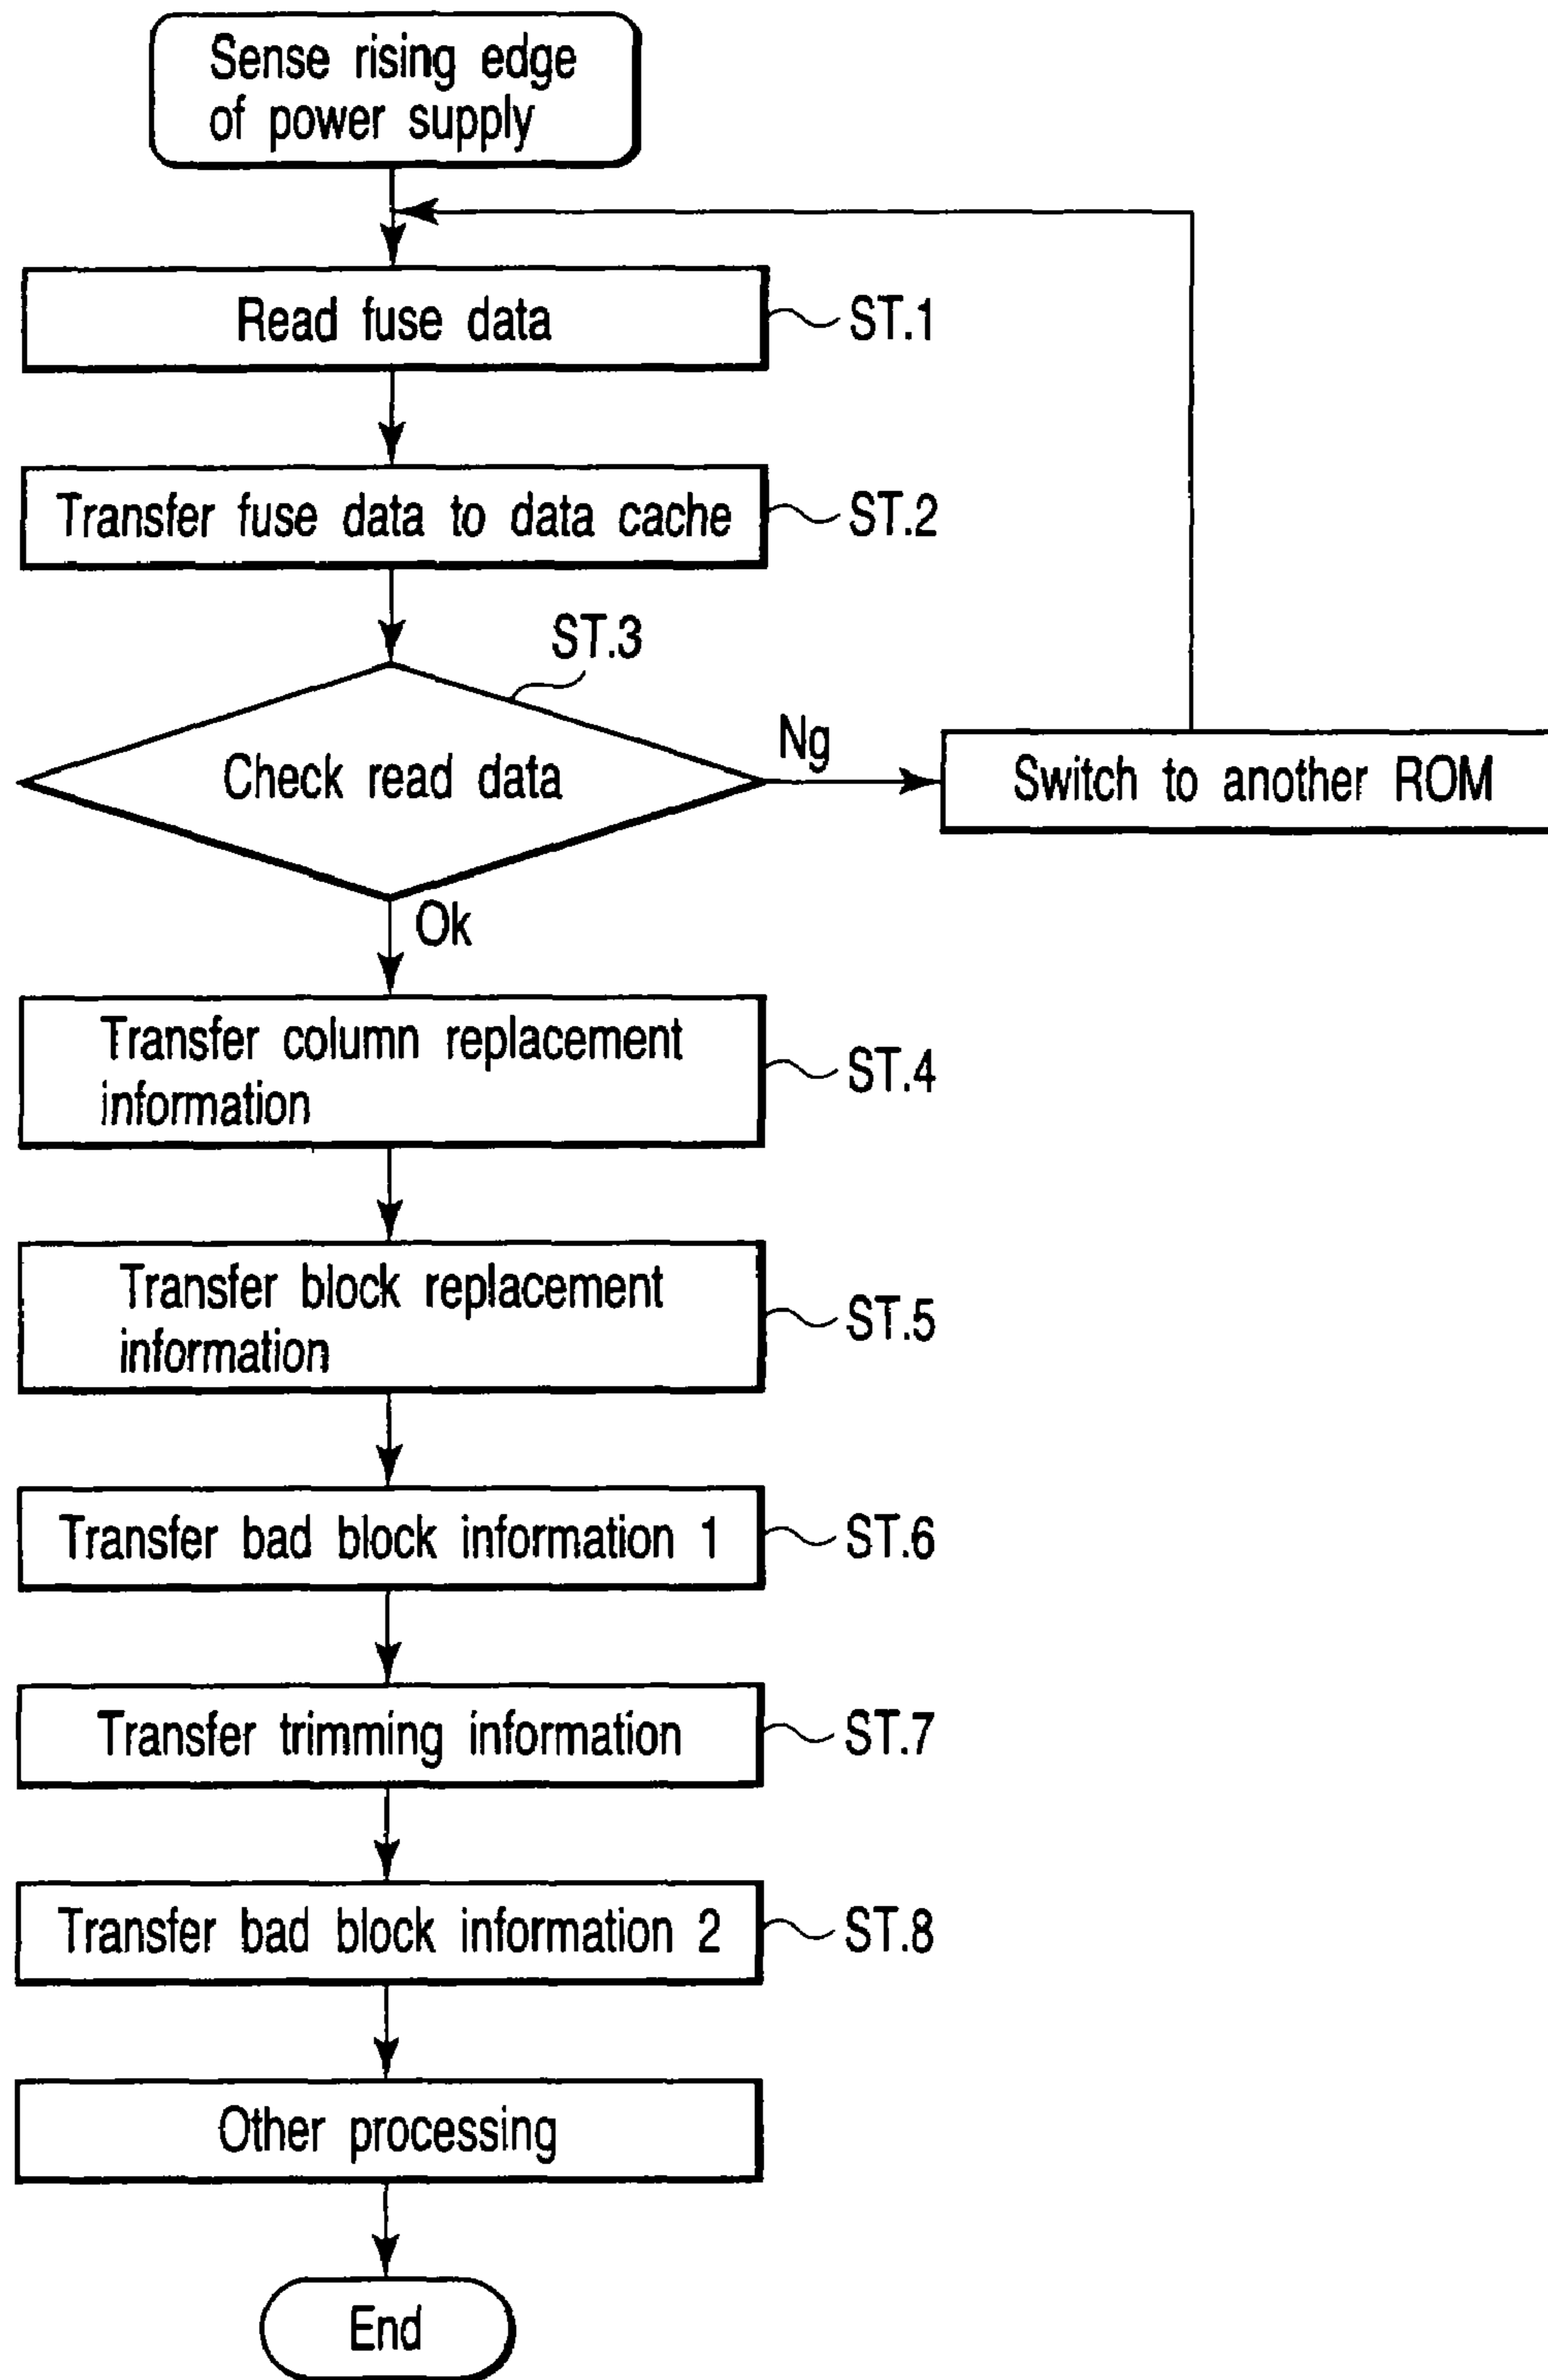 Sense rising edge
of power supply
Read fuse data
ST.1
Transfer fuse data to data cache
ST.2
ST.3
Check read data
Ng
Switch to another ROM
Ok
Transfer column replacement
information
ST.4
Transfer block replacement
information
ST.5
Transfer bad block information 1
ST.6
Transfer trimming information
ST.7
Transfer bad block information 2
ST.8
Other processing
End